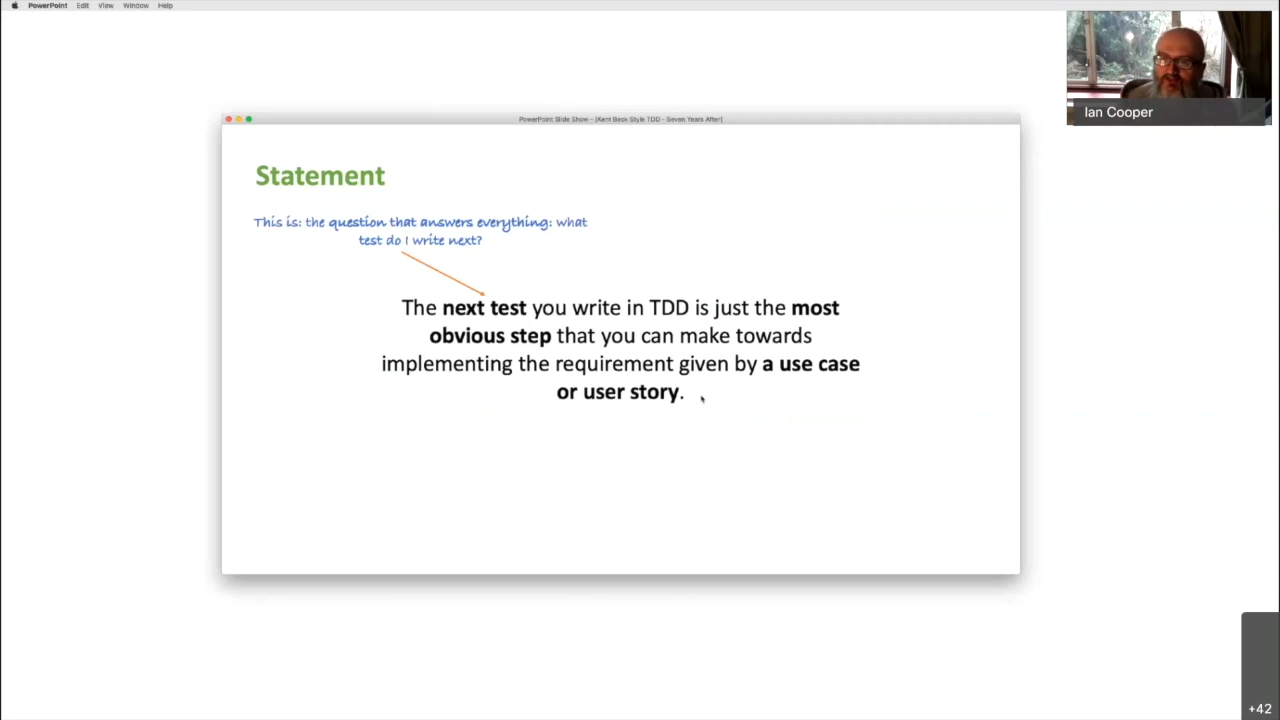 PowerPoint Edit View Window Help
Ian Cooper
PowerPoint Slide Show - [Kent Beck Style TDD - Seven Years After]
Statement
This is: the question that answers everything: what
test do I write next?
The next test you write in TDD is just the most
obvious step that you can make towards
implementing the requirement given by a use case
or user story.
+42